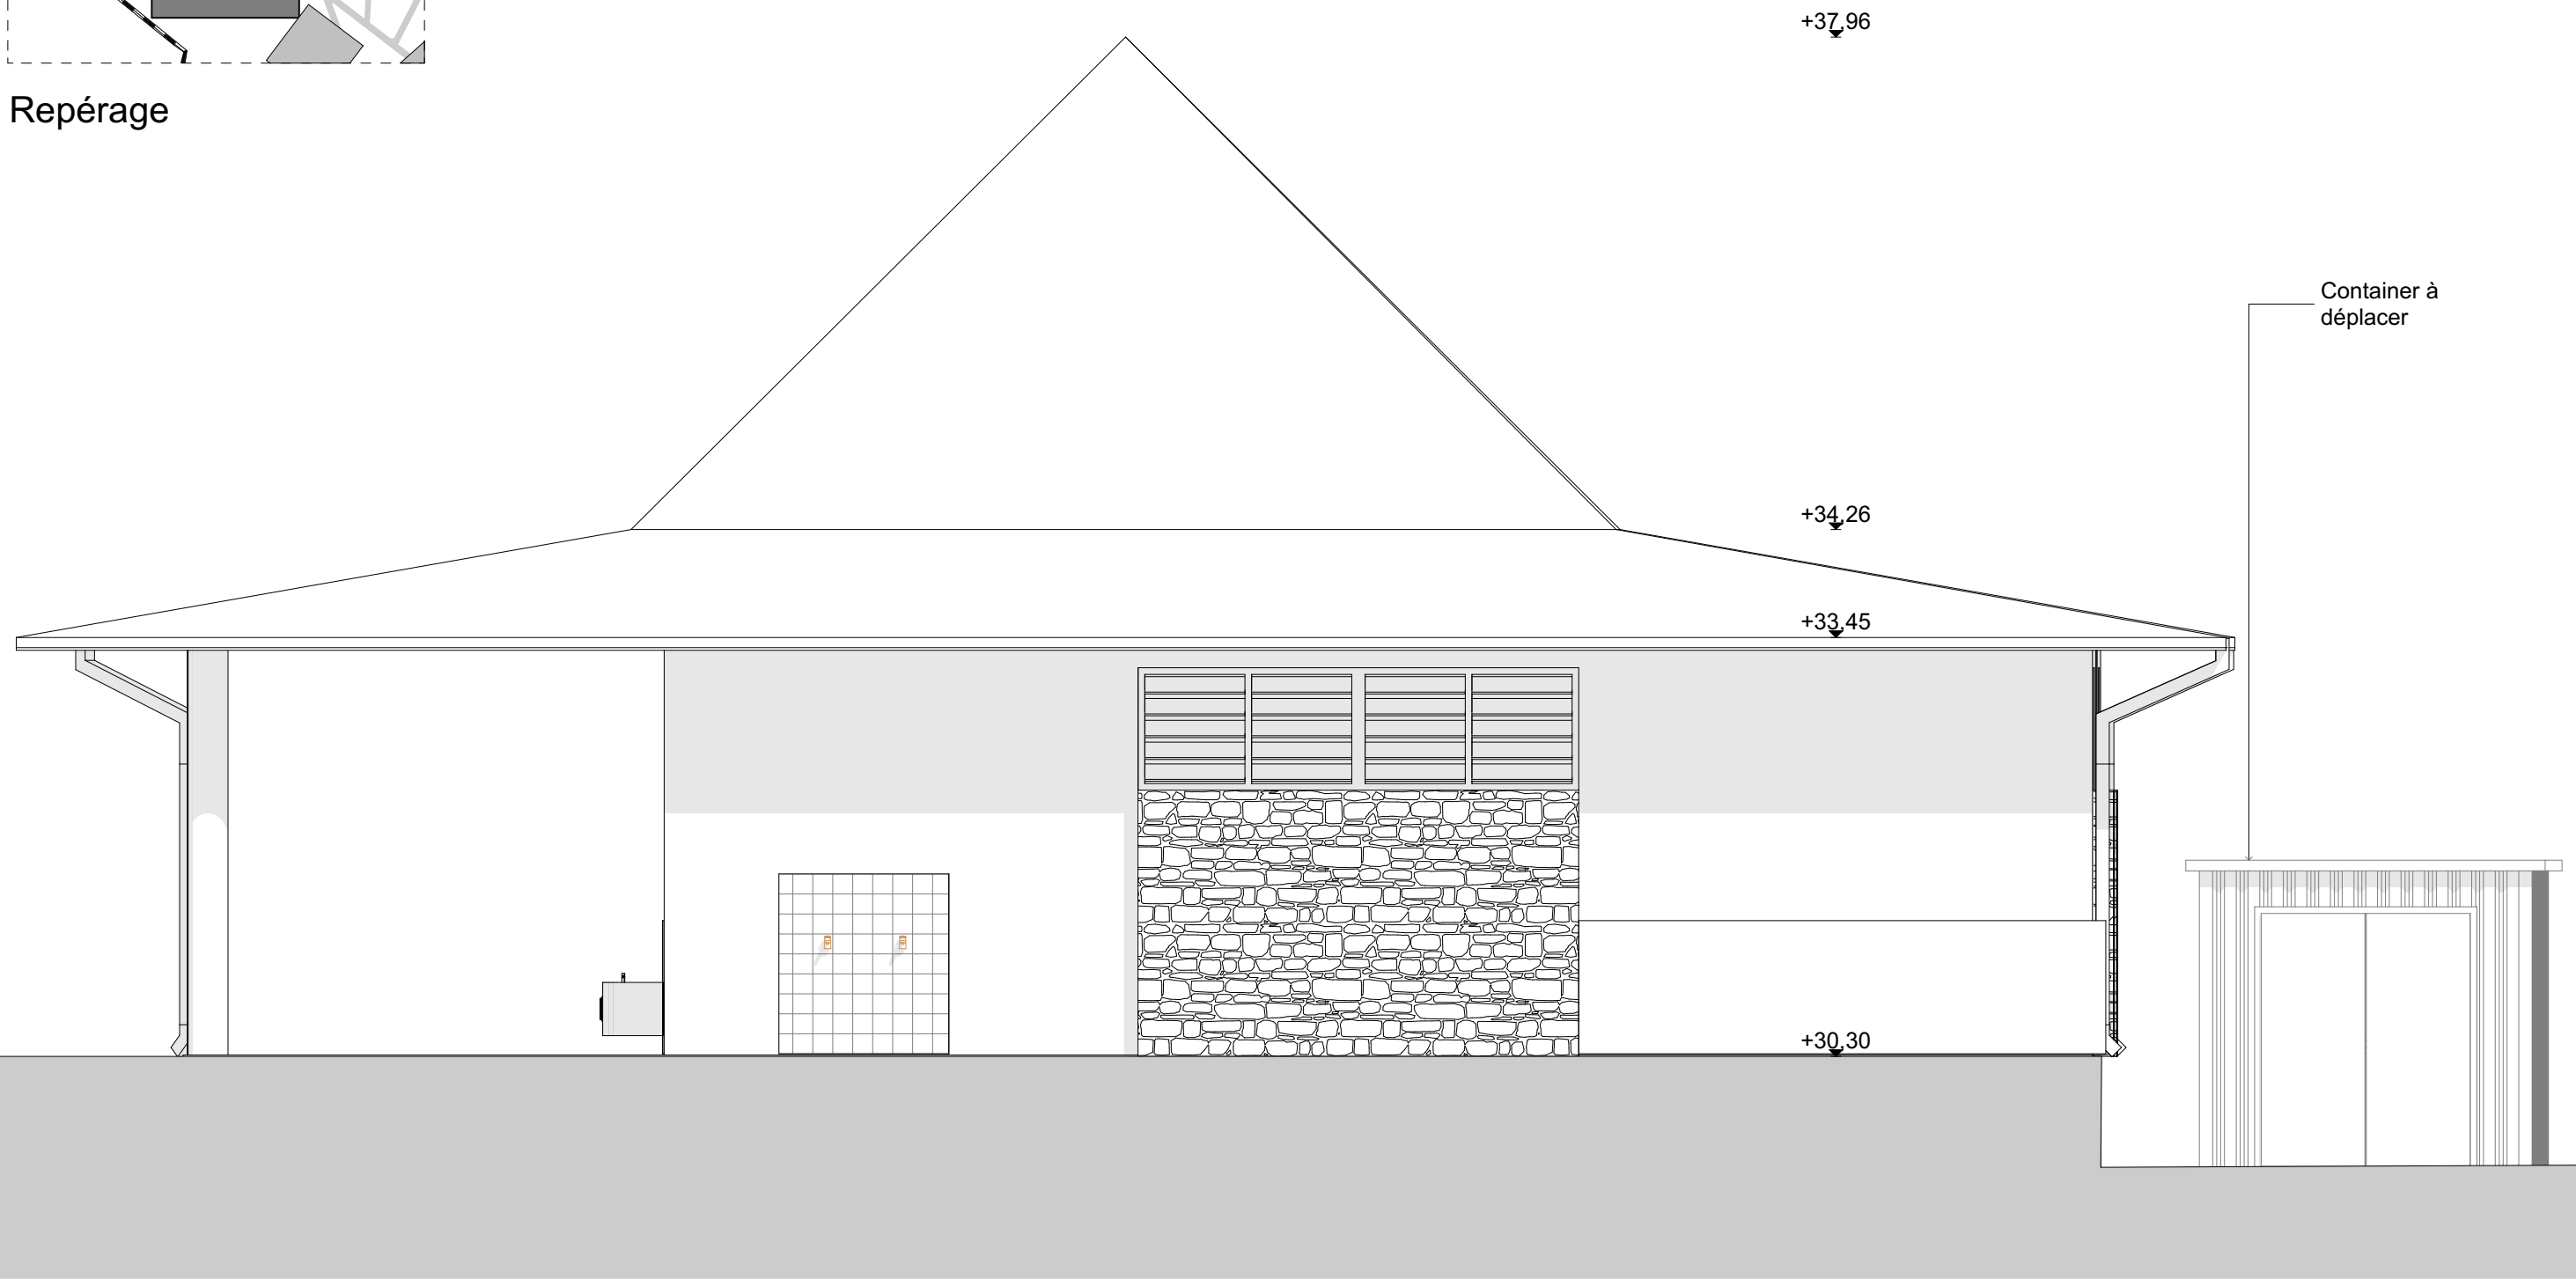 +37,96
Repérage
Container à
déplacer
+34,26
+33,45
+30,30